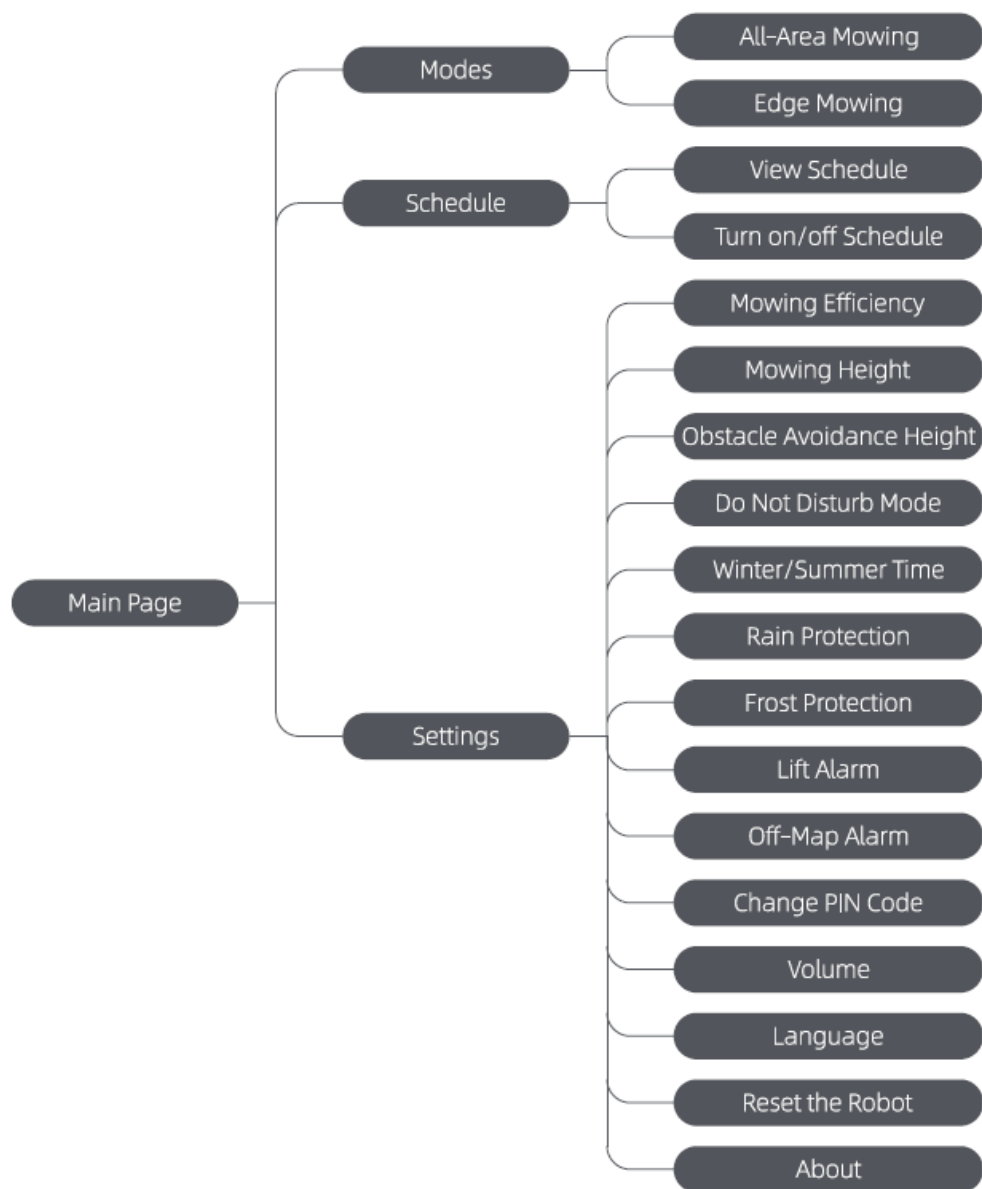 Main Page
Modes
All-Area Mowing
Edge Mowing
Schedule
View Schedule
Turn on/off Schedule
Settings
Mowing Efficiency
Mowing Height
Obstacle Avoidance Height
Do Not Disturb Mode
Winter/Summer Time
Rain Protection
Frost Protection
Lift Alarm
Off-Map Alarm
Change PIN Code
Volume
Language
Reset the Robot
About